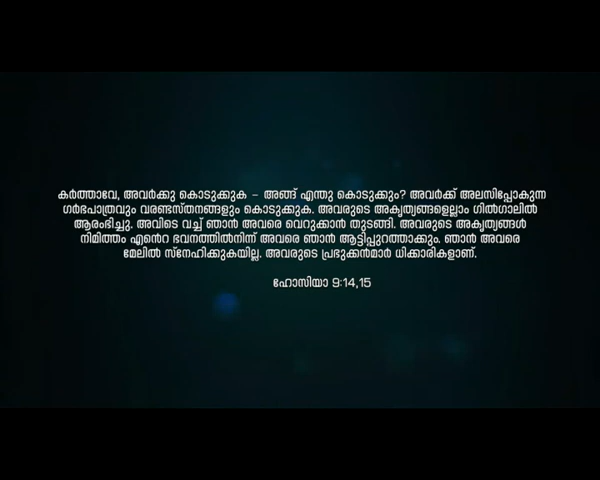 കർത്താവേ, അവർക്കു കൊടുക്കുക - അങ്ങ് എന്തു കൊടുക്കും? അവർക്ക് അലസിപ്പോകുന്ന
ഗർഭപാത്രവും വരണ്ടസ്തനങ്ങളും കൊടുക്കുക. അവരുടെ അകൃത്യങ്ങളെല്ലാം ഗിൽഗാലിൽ
ആരംഭിച്ചു. അവിടെ വച്ച് ഞാൻ അവരെ വെറുക്കാൻ തുടങ്ങി. അവരുടെ അകൃത്യങ്ങൾ
നിമിത്തം എൻെറ ഭവനത്തിൽനിന്ന് അവരെ ഞാൻ ആട്ടിപ്പുറത്താക്കും. ഞാൻ അവരെ
മേലിൽ സ്നേഹിക്കുകയില്ല. അവരുടെ പ്രഭുക്കൻമാർ ധിക്കാരികളാണ്.
ഹോസിയാ 9:14,15